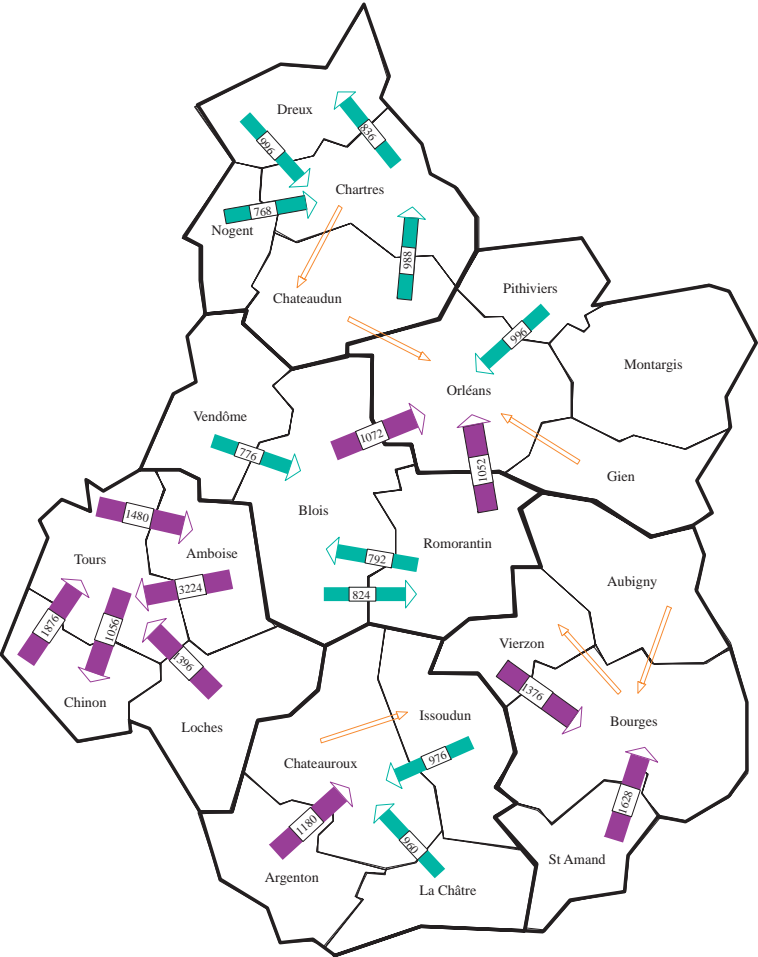 Dreux
836
996
Chartres
768
Nogent
988
Pithiviers
Chateaudun
996
Montargis
Orléans
Vendôme
1072
776
1052
Gien
Blois
1480
Romorantin
Amboise
Tours
792
Aubigny
3224
824
1876
1056
Vierzon
1396
1376
Chinon
Issoudun
Bourges
Loches
976
Chateauroux
1628
1180
960
St Amand
Argenton
La Châtre